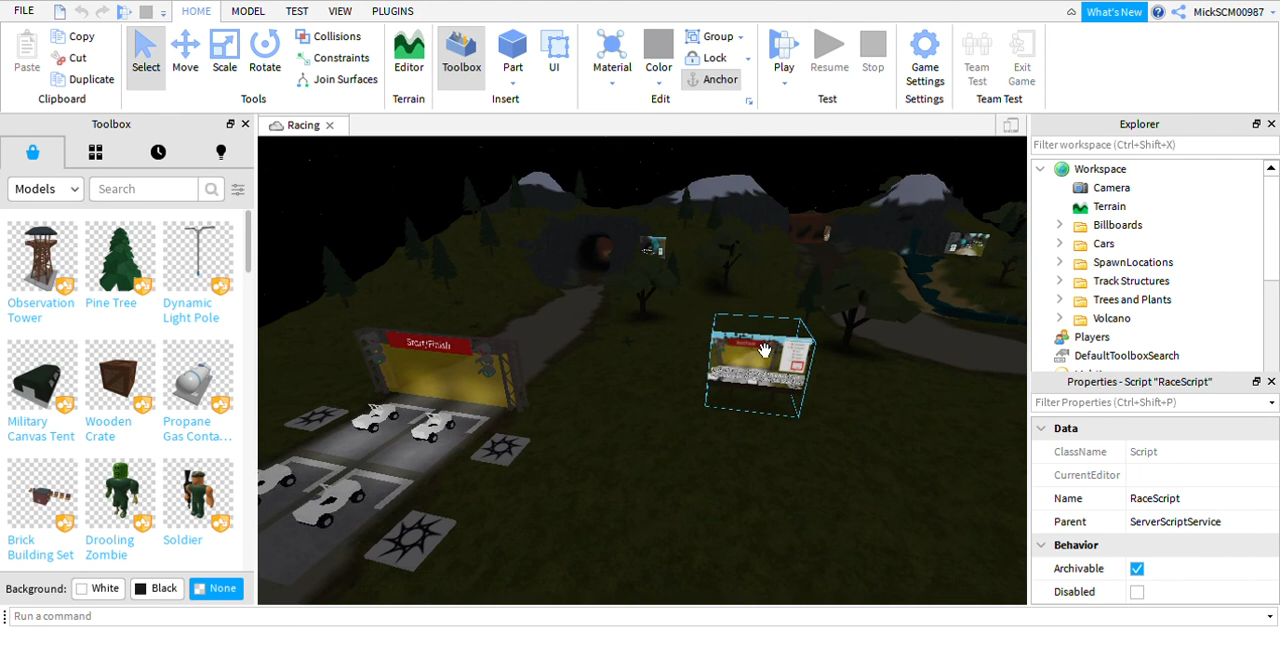 FILE HOME MODEL TEST VIEW PLUGINS What's New MickSCM00987
Paste Copy Cut Duplicate
Clipboard
Select Move Scale Rotate Collisions Constraints Join Surfaces
Tools
Editor
Terrain
Toolbox Part UI
Insert
Material Color Group Lock Anchor
Edit
Play Resume Stop
Test
Game Settings
Settings
Team Test Exit Game
Team Test
Toolbox
Models Search
Observation Tower
Pine Tree
Dynamic Light Pole
Military Canvas Tent
Wooden Crate
Propane Gas Conta...
Brick Building Set
Drooling Zombie
Soldier
Background: White Black None
Racing
Start/Finish
Explorer
Filter workspace (Ctrl+Shift+X)
Workspace
Camera
Terrain
Billboards
Cars
SpawnLocations
Track Structures
Trees and Plants
Volcano
Players
DefaultToolboxSearch
Properties - Script "RaceScript"
Filter Properties (Ctrl+Shift+P)
Data
ClassName Script
CurrentEditor
Name RaceScript
Parent ServerScriptService
Behavior
Archivable
Disabled
Run a command